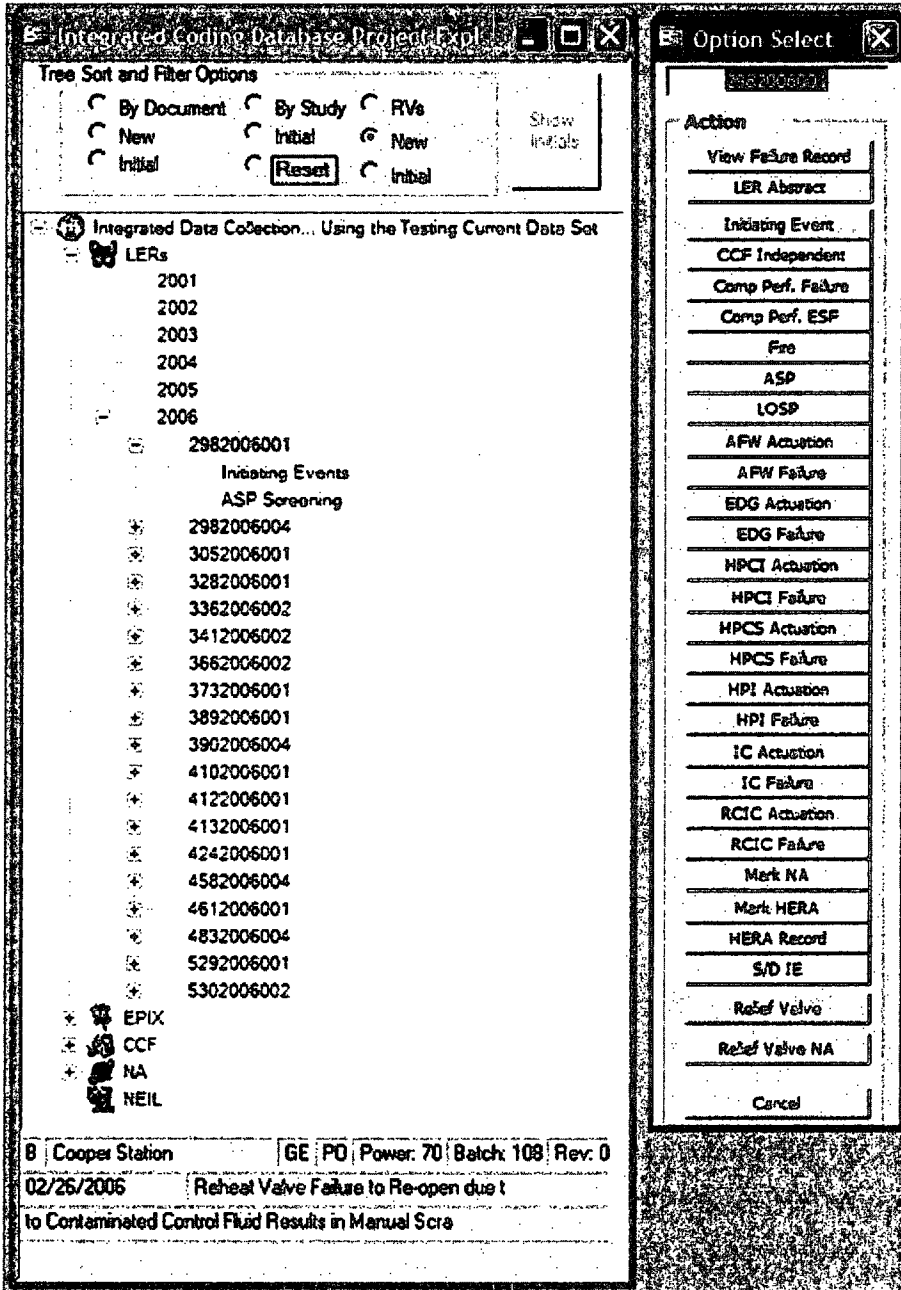 Integrated Coding Database Project Expl
Tree Sort and Filter Options
By Document By Study RVs
New Initial New
Initial Reset Initial
Show Initials
Integrated Data Collection... Using the Testing Current Data Set
LERs
2001
2002
2003
2004
2005
2006
2982006001
Initiating Events
ASP Screening
2982006004
3052006001
3282006001
3362006002
3412006002
3662006002
3732006001
3892006001
3902006004
4102006001
4122006001
4132006001
4242006001
4582006004
4612006001
4832006004
5292006001
5302006002
EPIX
CCF
NA
NEIL
B Cooper Station GE PO Power: 70 Batch: 108 Rev: 0
02/26/2006 Reheat Valve Failure to Re-open due t
to Contaminated Control Fluid Results in Manual Scra
Option Select
2982006001
Action
View Failure Record
LER Abstract
Initiating Event
CCF Independent
Comp Perf. Failure
Comp Perf. ESF
Fire
ASP
LOSP
AFW Actuation
AFW Failure
EDG Actuation
EDG Failure
HPCI Actuation
HPCI Failure
HPCS Actuation
HPCS Failure
HPI Actuation
HPI Failure
IC Actuation
IC Failure
RCIC Actuation
RCIC Failure
Mark NA
Mark HERA
HERA Record
S/D IE
Relief Valve
Relief Valve NA
Cancel